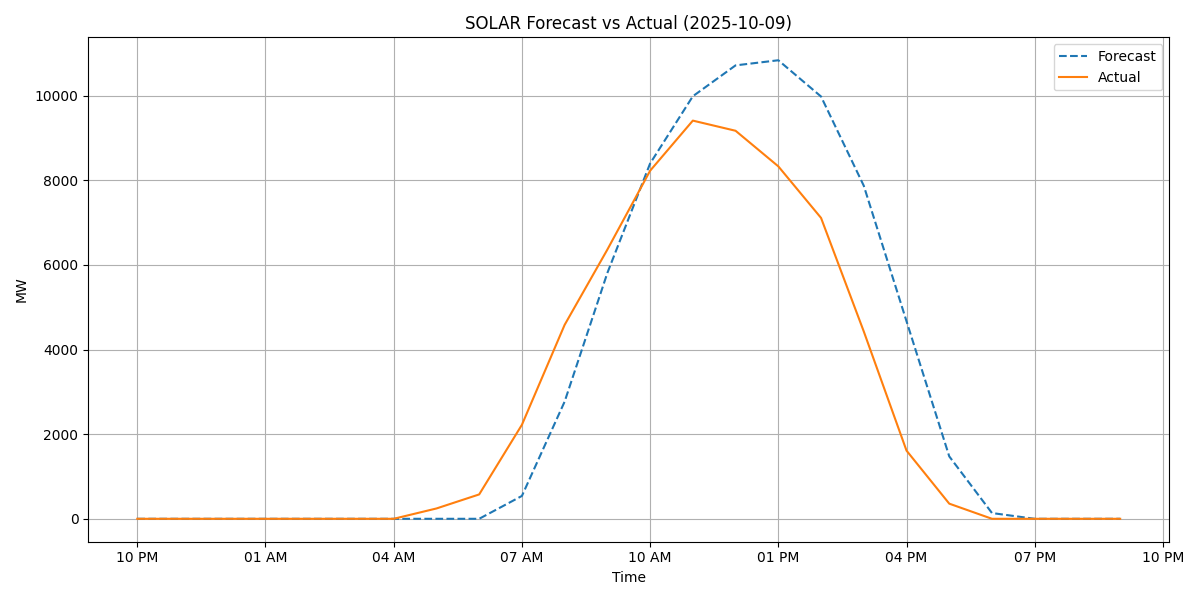 SOLAR Forecast vs Actual (2025-10-09)
Forecast
Actual
10000
8000
6000
4000
2000
0
MW
10 PM 01 AM 04 AM 07 AM 10 AM 01 PM 04 PM 07 PM 10 PM
Time